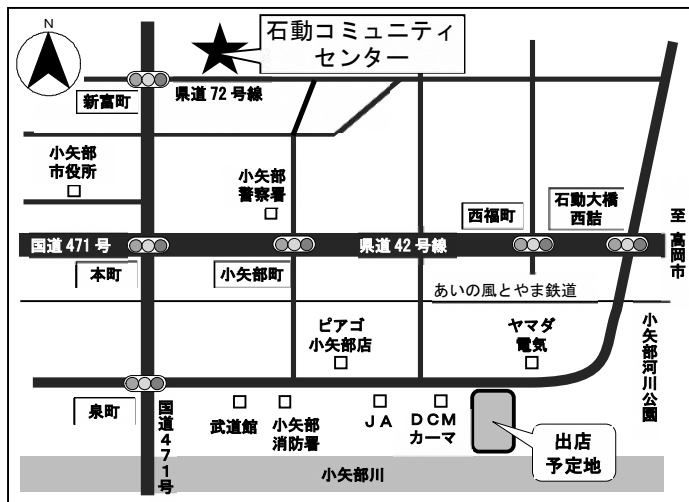 N
石動コミュニティ
センター
新富町
県道72号線
小矢部
市役所
小矢部
警察署
西福町
石動大橋
西詰
至 高岡市
国道471号
県道42号線
本町
小矢部町
あいの風とやま鉄道
ピアゴ
小矢部店
ヤマダ
電気
小矢部河川公園
泉町
国道471号
武道館
小矢部
消防署
ＪＡ
ＤＣＭ
カーマ
出店
予定地
小矢部川